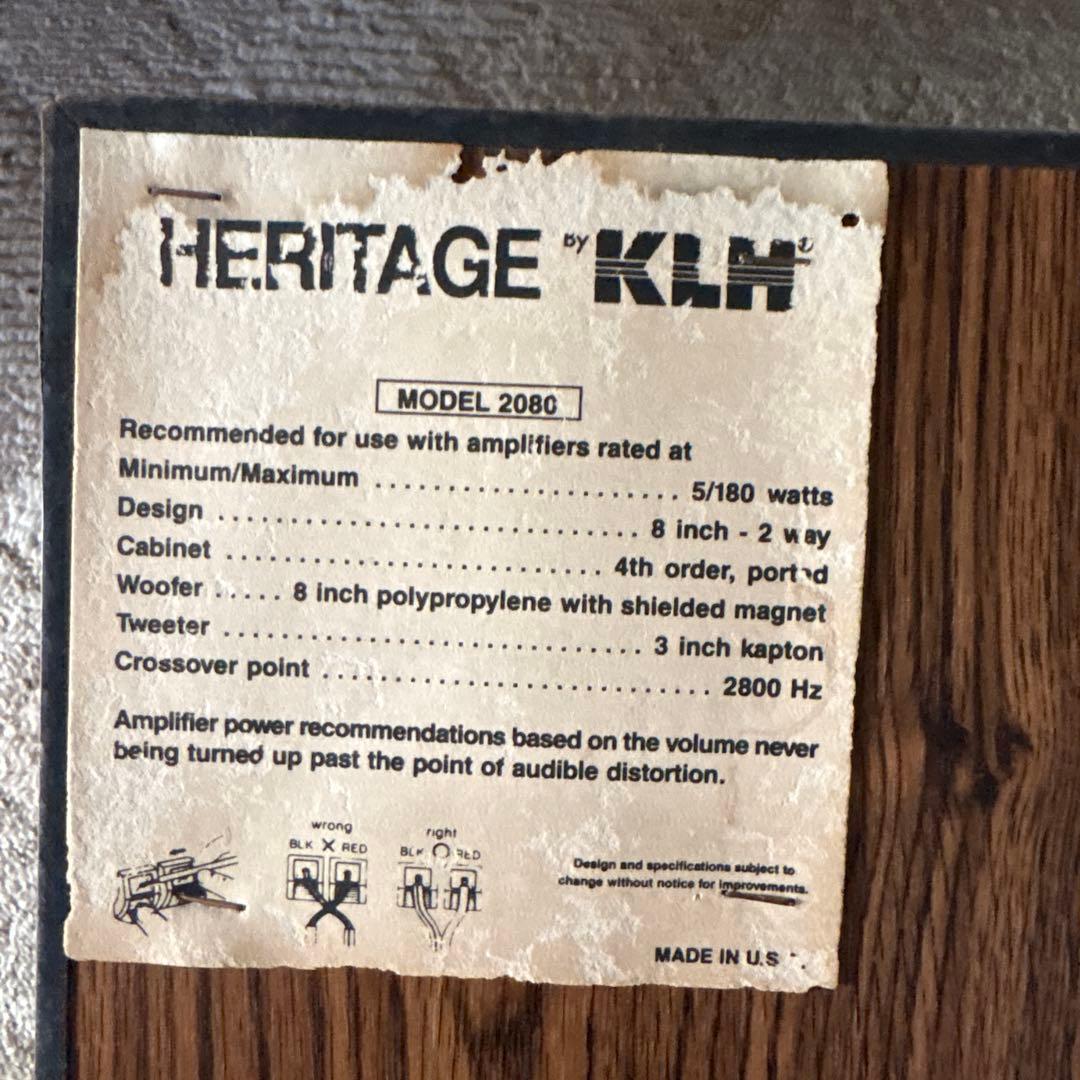 HERITAGE BY KLH®
MODEL 2080
Recommended for use with amplifiers rated at
Minimum/Maximum ..................... 5/180 watts
Design ............................. 8 inch - 2 way
Cabinet .......................... 4th order, ported
Woofer ..... 8 inch polypropylene with shielded magnet
Tweeter ............................. 3 inch kapton
Crossover point ........................... 2800 Hz
Amplifier power recommendations based on the volume never
being turned up past the point of audible distortion.
wrong
BLK X RED
right
BLK O RED
Design and specifications subject to
change without notice for improvements.
MADE IN U.S